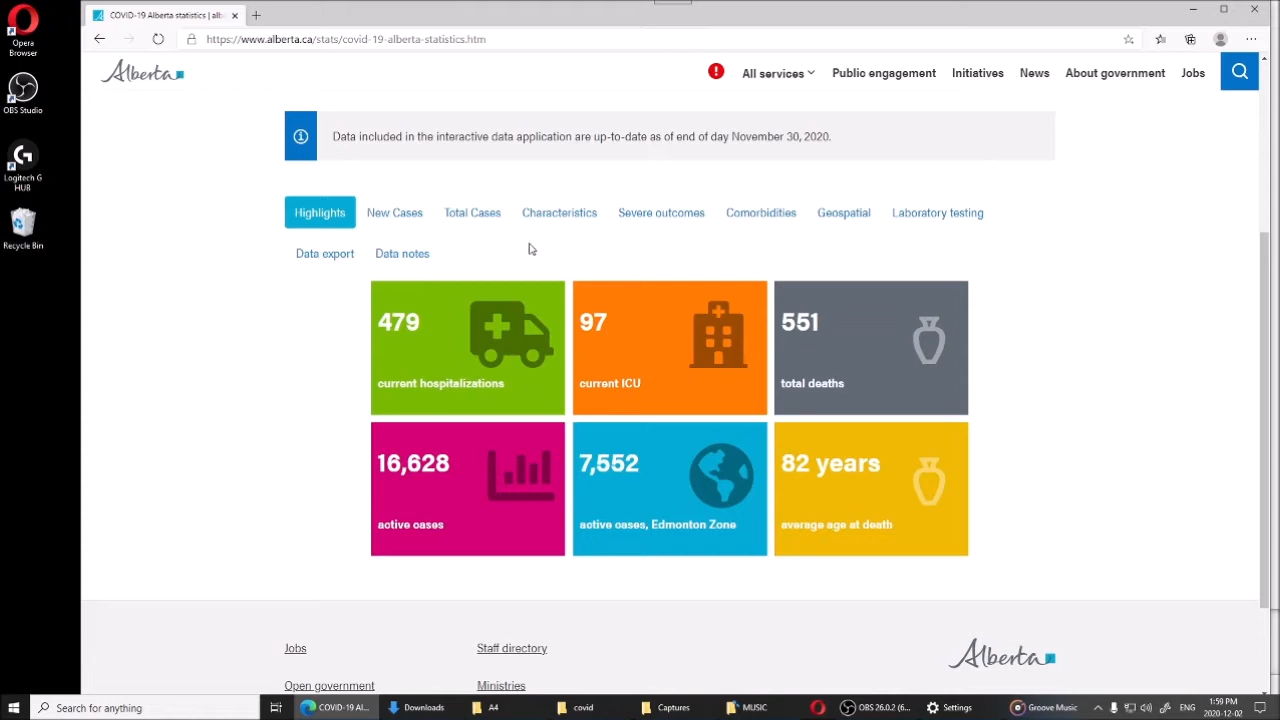 Opera
Browser
OBS Studio
Logitech G
HUB
Recycle Bin
COVID-19 Alberta statistics | alb
https://www.alberta.ca/stats/covid-19-alberta-statistics.htm
Alberta
All services
Public engagement
Initiatives
News
About government
Jobs
Data included in the interactive data application are up-to-date as of end of day November 30, 2020.
Highlights
New Cases
Total Cases
Characteristics
Severe outcomes
Comorbidities
Geospatial
Laboratory testing
Data export
Data notes
479
current hospitalizations
97
current ICU
551
total deaths
16,628
active cases
7,552
active cases, Edmonton Zone
82 years
average age at death
Jobs
Staff directory
Alberta
Open government
Ministries
Search for anything
COVID-19 Al...
Downloads
A4
covid
Captures
MUSIC
OBS 26.0.2 (6...
Settings
Groove Music
ENG
1:59 PM
2020-12-02